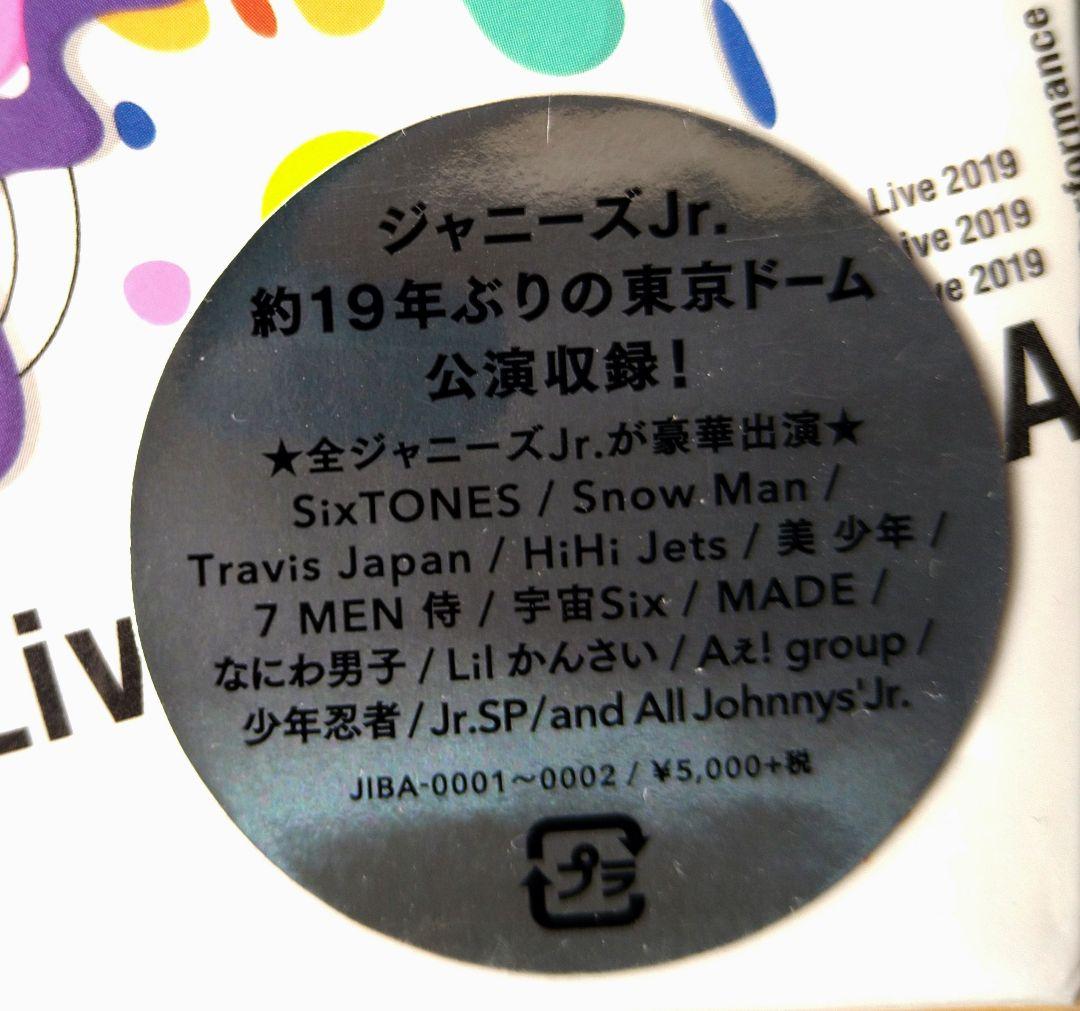 ジャニーズJr.
約19年ぶりの東京ドーム
公演収録！
★全ジャニーズJr.が豪華出演★
SixTONES / Snow Man /
Travis Japan / HiHi Jets / 美 少年 /
7 MEN 侍 / 宇宙Six / MADE /
なにわ男子 / Lil かんさい / Aぇ! group /
少年忍者 / Jr.SP/and All Johnnys'Jr.
JIBA-0001～0002 / ¥5,000+税
プラ
Live 2019
ive 2019
ve 2019
formance
Liv
A